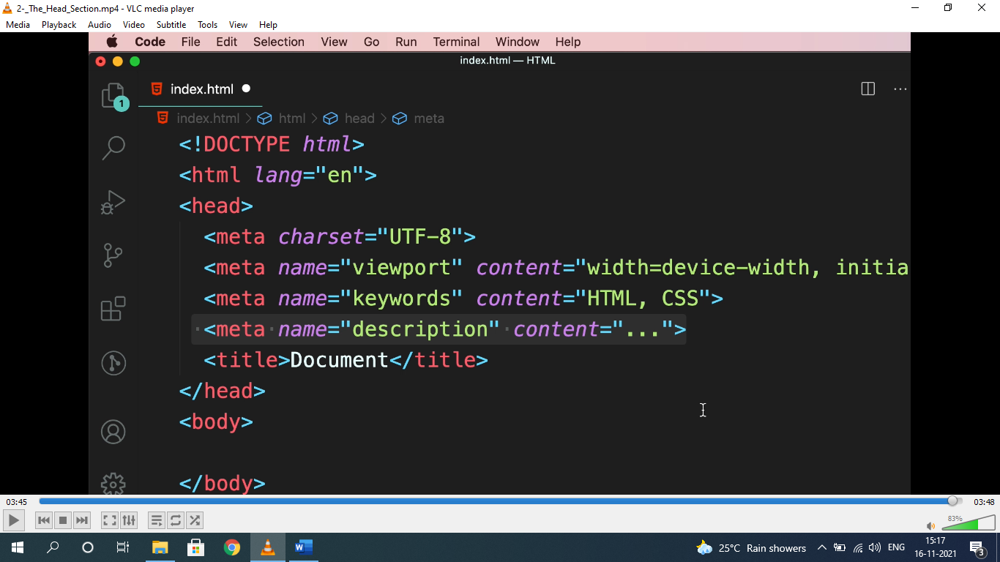 2-_The_Head_Section.mp4 - VLC media player
Media Playback Audio Video Subtitle Tools View Help
Code File Edit Selection View Go Run Terminal Window Help
index.html — HTML
index.html
1
index.html > html > head > meta
<!DOCTYPE html>
<html lang="en">
<head>
<meta charset="UTF-8">
<meta name="viewport" content="width=device-width, initia
<meta name="keywords" content="HTML, CSS">
<meta name="description" content="...">
<title>Document</title>
</head>
<body>
</body>
03:45 03:48
83%
25°C Rain showers ENG 15:17
16-11-2021 3